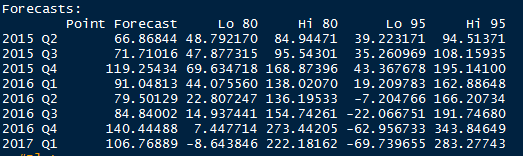 Forecasts:
Point Forecast Lo 80 Hi 80 Lo 95 Hi 95
2015 Q2 66.86844 48.792170 84.94471 39.223171 94.51371
2015 Q3 71.71016 47.877315 95.54301 35.260969 108.15935
2015 Q4 119.25434 69.634718 168.87396 43.367678 195.14100
2016 Q1 91.04813 44.075560 138.02070 19.209783 162.88648
2016 Q2 79.50129 22.807247 136.19533 -7.204766 166.20734
2016 Q3 84.84002 14.937441 154.74261 -22.066751 191.74680
2016 Q4 140.44488 7.447714 273.44205 -62.956733 343.84649
2017 Q1 106.76889 -8.643846 222.18162 -69.739655 283.27743